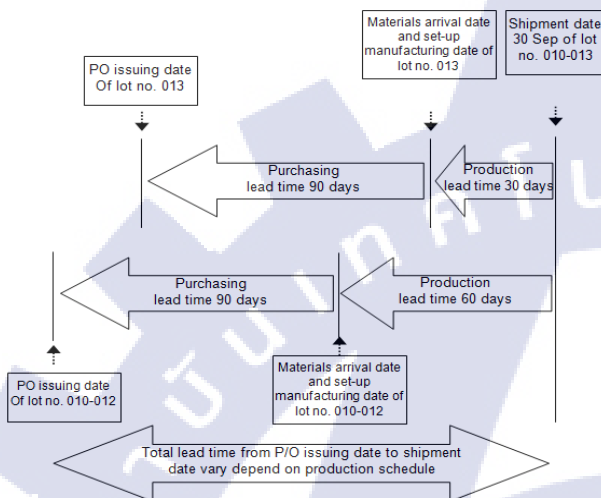 Materials arrival date
and set-up
manufacturing date of
lot no. 013
Shipment date
30 Sep of lot
no. 010-013
PO issuing date
Of lot no. 013
Purchasing
lead time 90 days
Production
lead time 30 days
Purchasing
lead time 90 days
Production
lead time 60 days
PO issuing date
Of lot no. 010-012
Materials arrival date
and set-up
manufacturing date of
lot no. 010-012
Total lead time from P/O issuing date to shipment
date vary depend on production schedule